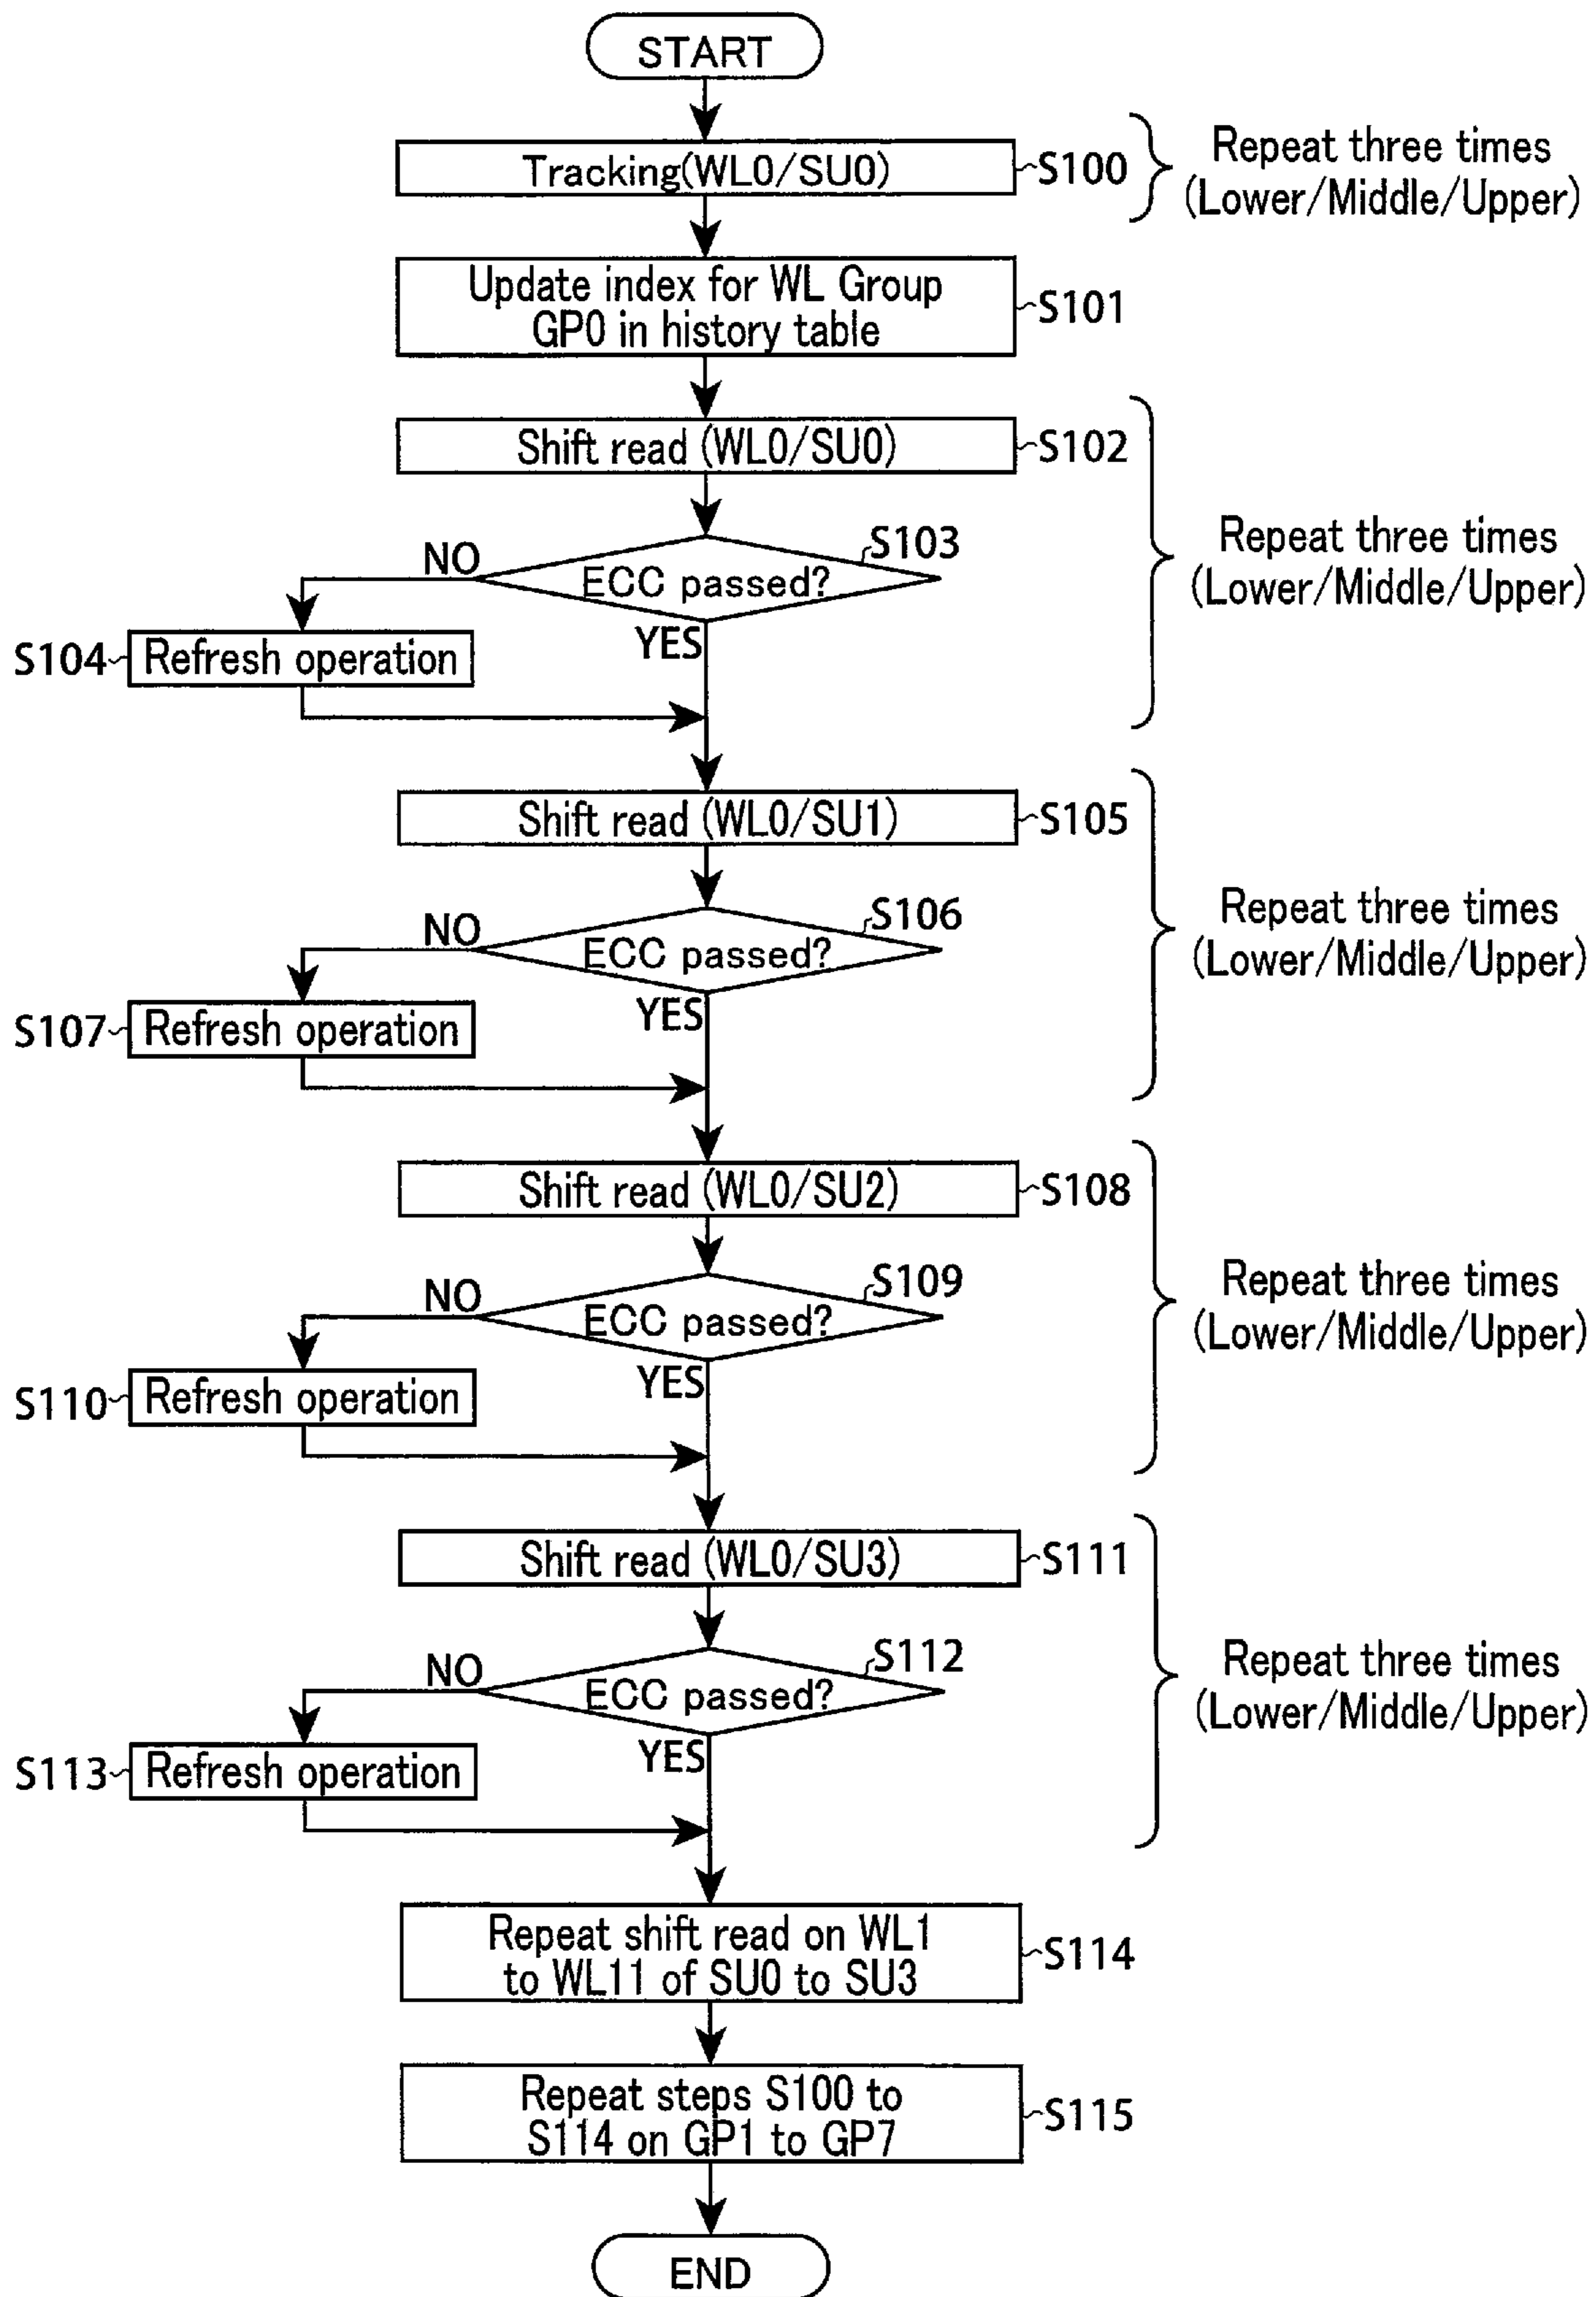 START
Tracking(WL0/SU0)
S100
Repeat three times
(Lower/Middle/Upper)
Update index for WL Group
GP0 in history table
S101
Shift read (WL0/SU0)
S102
Repeat three times
(Lower/Middle/Upper)
S103
NO
ECC passed?
YES
S104
Refresh operation
Shift read (WL0/SU1)
S105
Repeat three times
(Lower/Middle/Upper)
S106
NO
ECC passed?
YES
S107
Refresh operation
Shift read (WL0/SU2)
S108
Repeat three times
(Lower/Middle/Upper)
S109
NO
ECC passed?
YES
S110
Refresh operation
Shift read (WL0/SU3)
S111
Repeat three times
(Lower/Middle/Upper)
S112
NO
ECC passed?
YES
S113
Refresh operation
Repeat shift read on WL1
to WL11 of SU0 to SU3
S114
Repeat steps S100 to
S114 on GP1 to GP7
S115
END